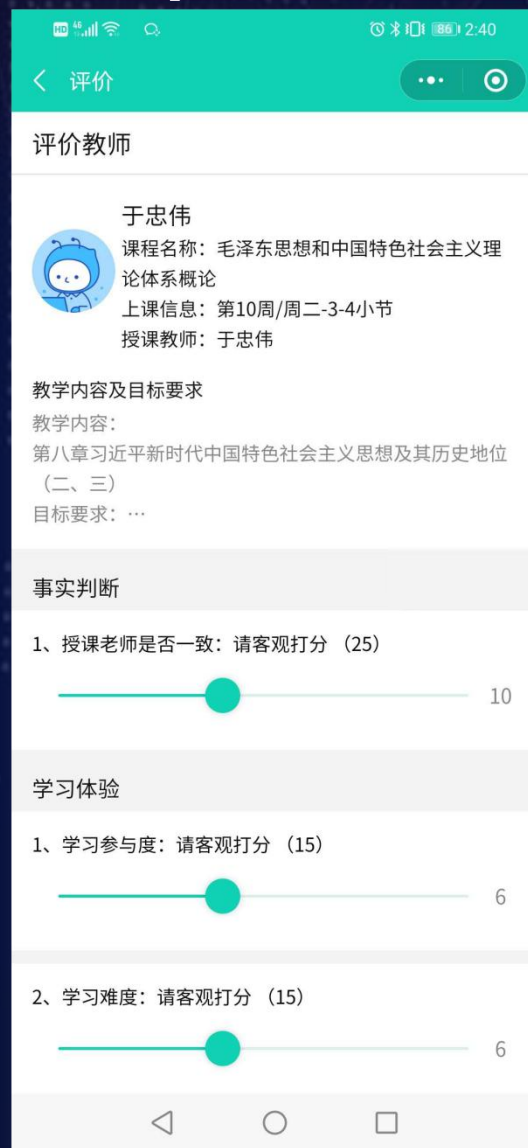 HD 46 86 2:40
评价
评价教师
于忠伟
课程名称：毛泽东思想和中国特色社会主义理
论体系概论
上课信息：第10周/周二-3-4小节
授课教师：于忠伟
教学内容及目标要求
教学内容：
第八章习近平新时代中国特色社会主义思想及其历史地位
（二、三）
目标要求：…
事实判断
1、授课老师是否一致：请客观打分 （25）
10
学习体验
1、学习参与度：请客观打分 （15）
6
2、学习难度：请客观打分 （15）
6